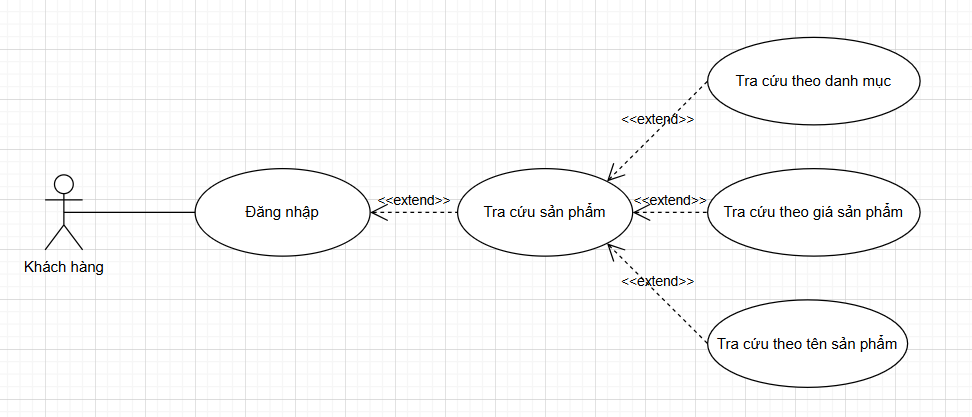 Tra cứu theo danh mục
<<extend>>
Đăng nhập
<<extend>>
Tra cứu sản phẩm
<<extend>>
Tra cứu theo giá sản phẩm
Khách hàng
<<extend>>
Tra cứu theo tên sản phẩm